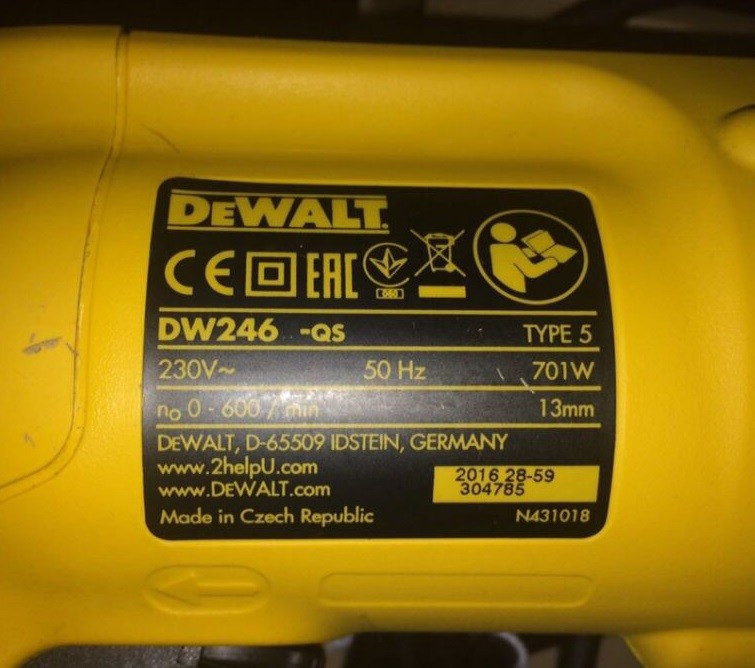 DEWALT
CE EAC
DW246 -QS TYPE 5
230V~ 50 Hz 701W
n₀ 0 - 600 / min 13mm
DEWALT, D-65509 IDSTEIN, GERMANY
www.2helpU.com
www.DEWALT.com
2016 28-59
304785
Made in Czech Republic N431018